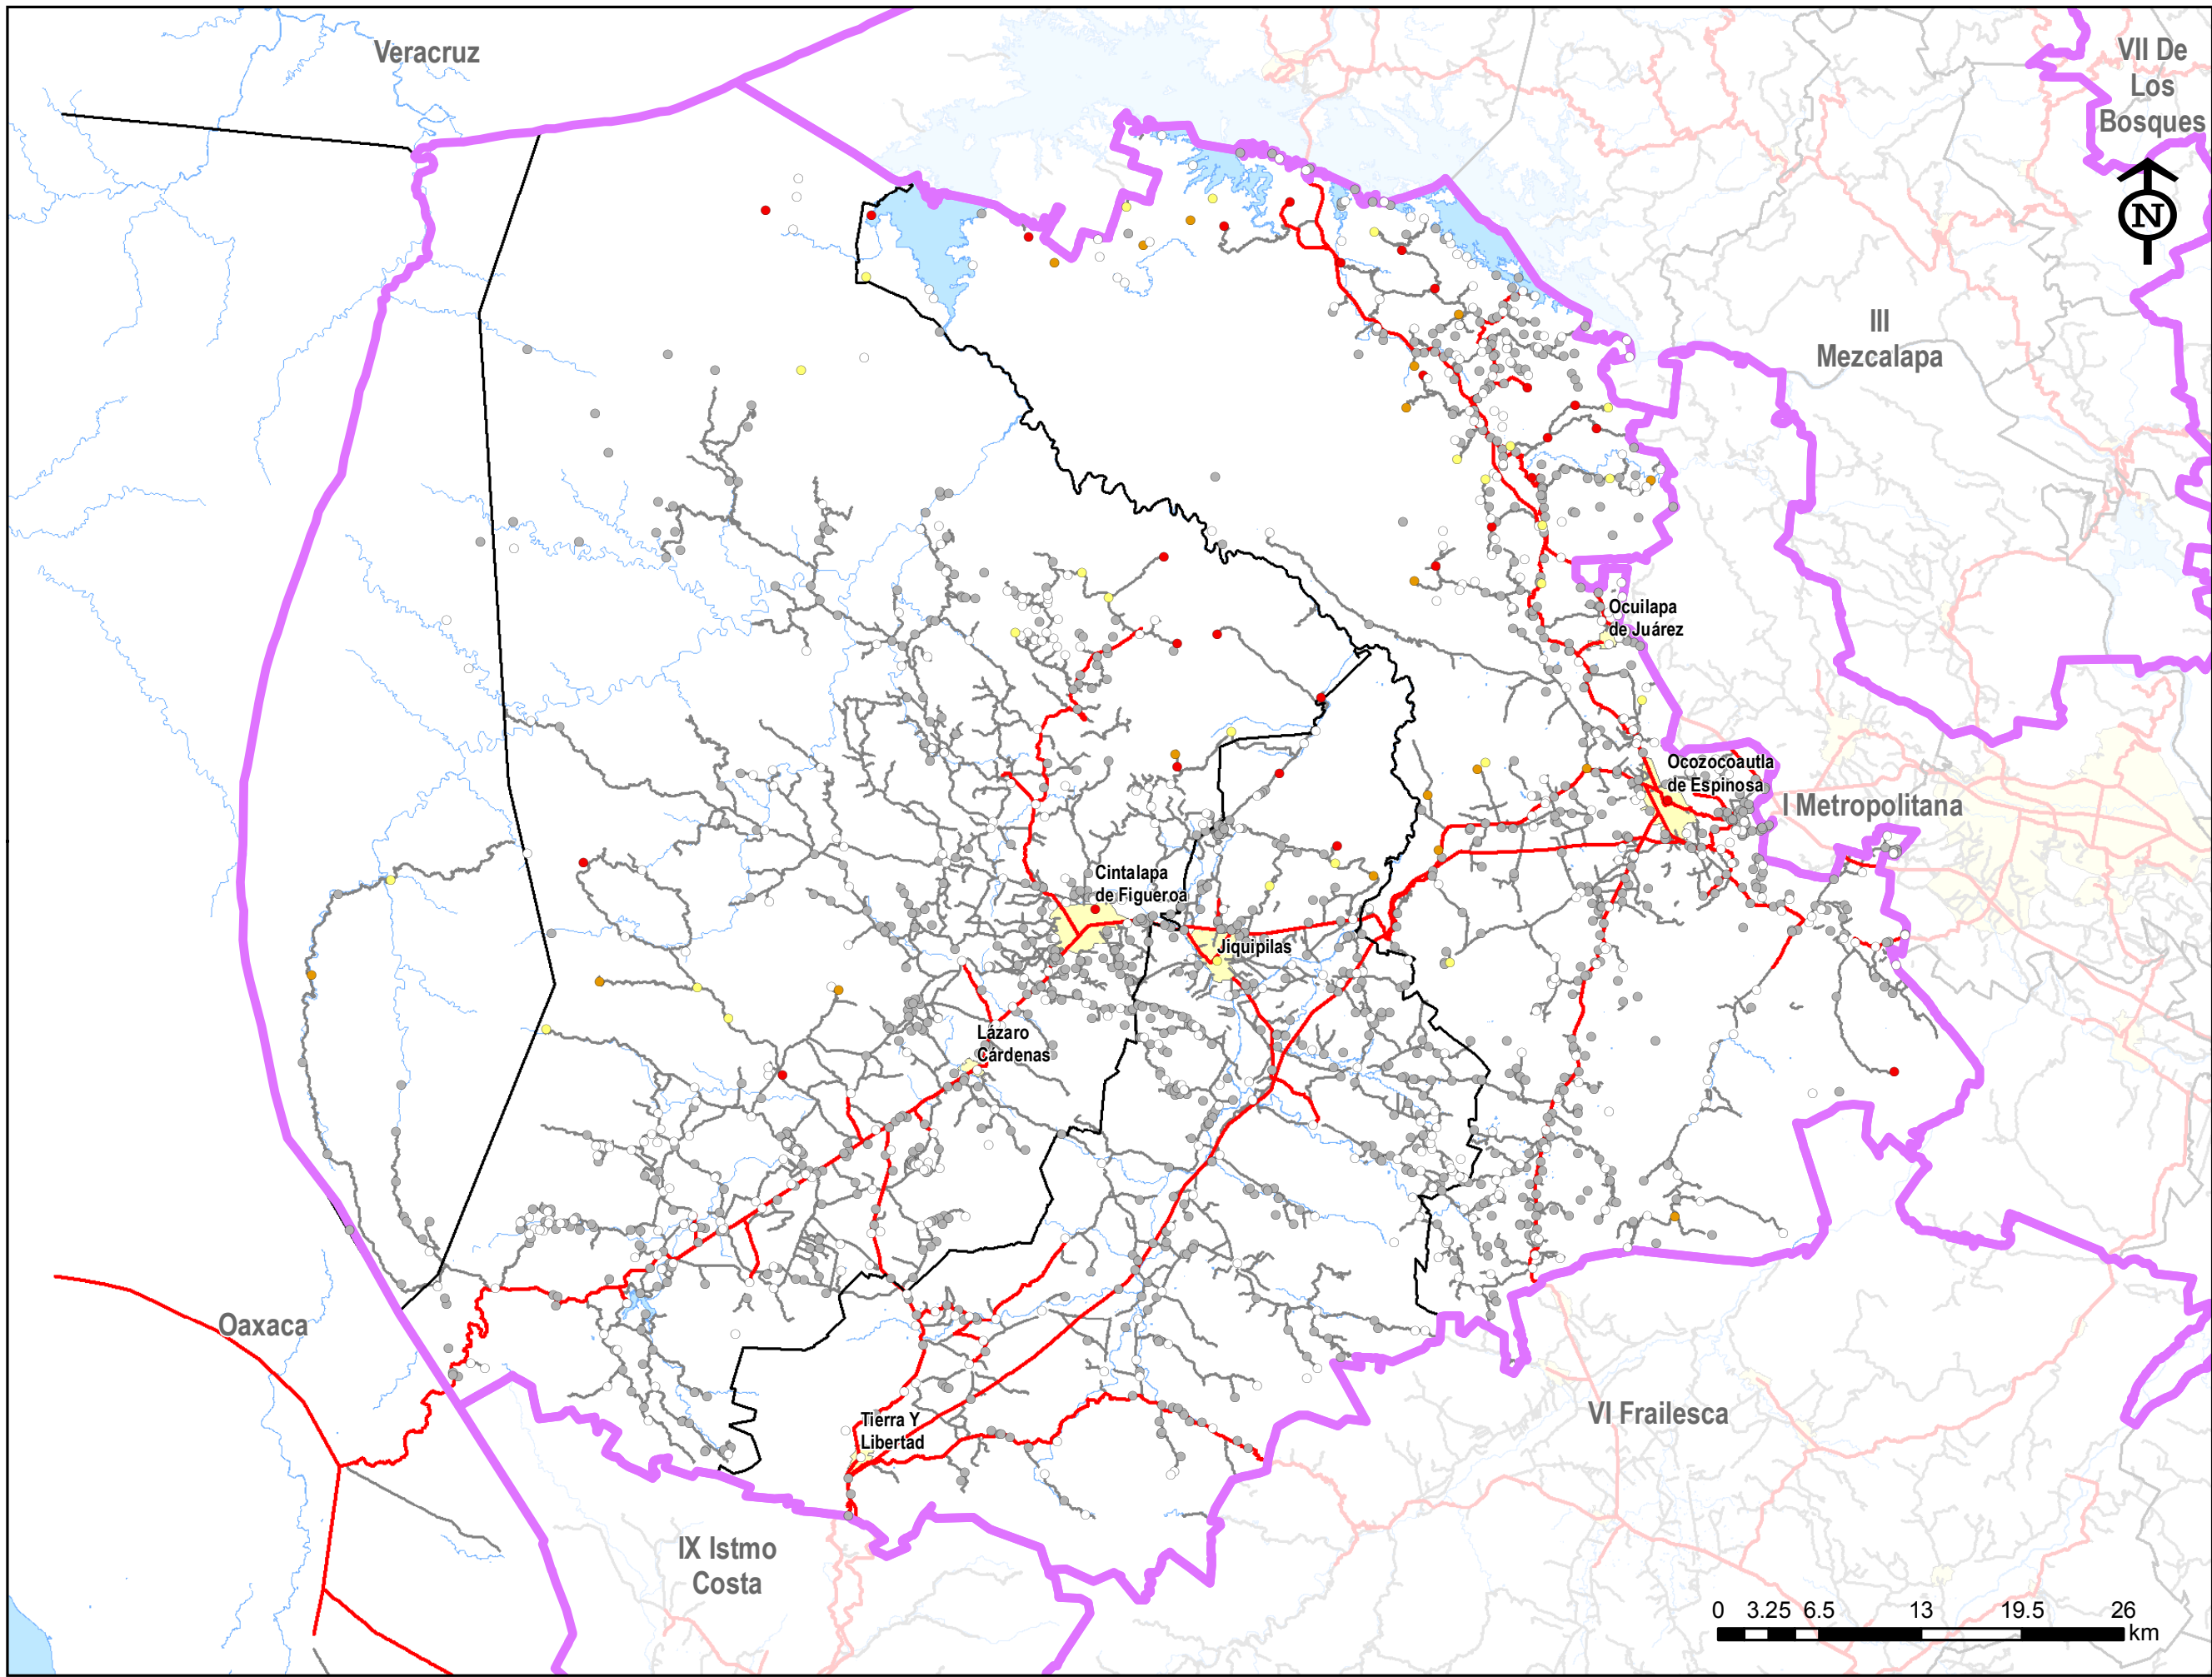 Veracruz
VII De
Los
Bosques
N
III
Mezcalapa
Ocuilapa
de Juárez
Ocozocoautla
de Espinosa
I Metropolitana
Cintalapa
de Figueroa
Jiquipilas
Lázaro
Cárdenas
Oaxaca
Tierra Y
Libertad
VI Frailesca
IX Istmo
Costa
0 3.25 6.5 13 19.5 26
km